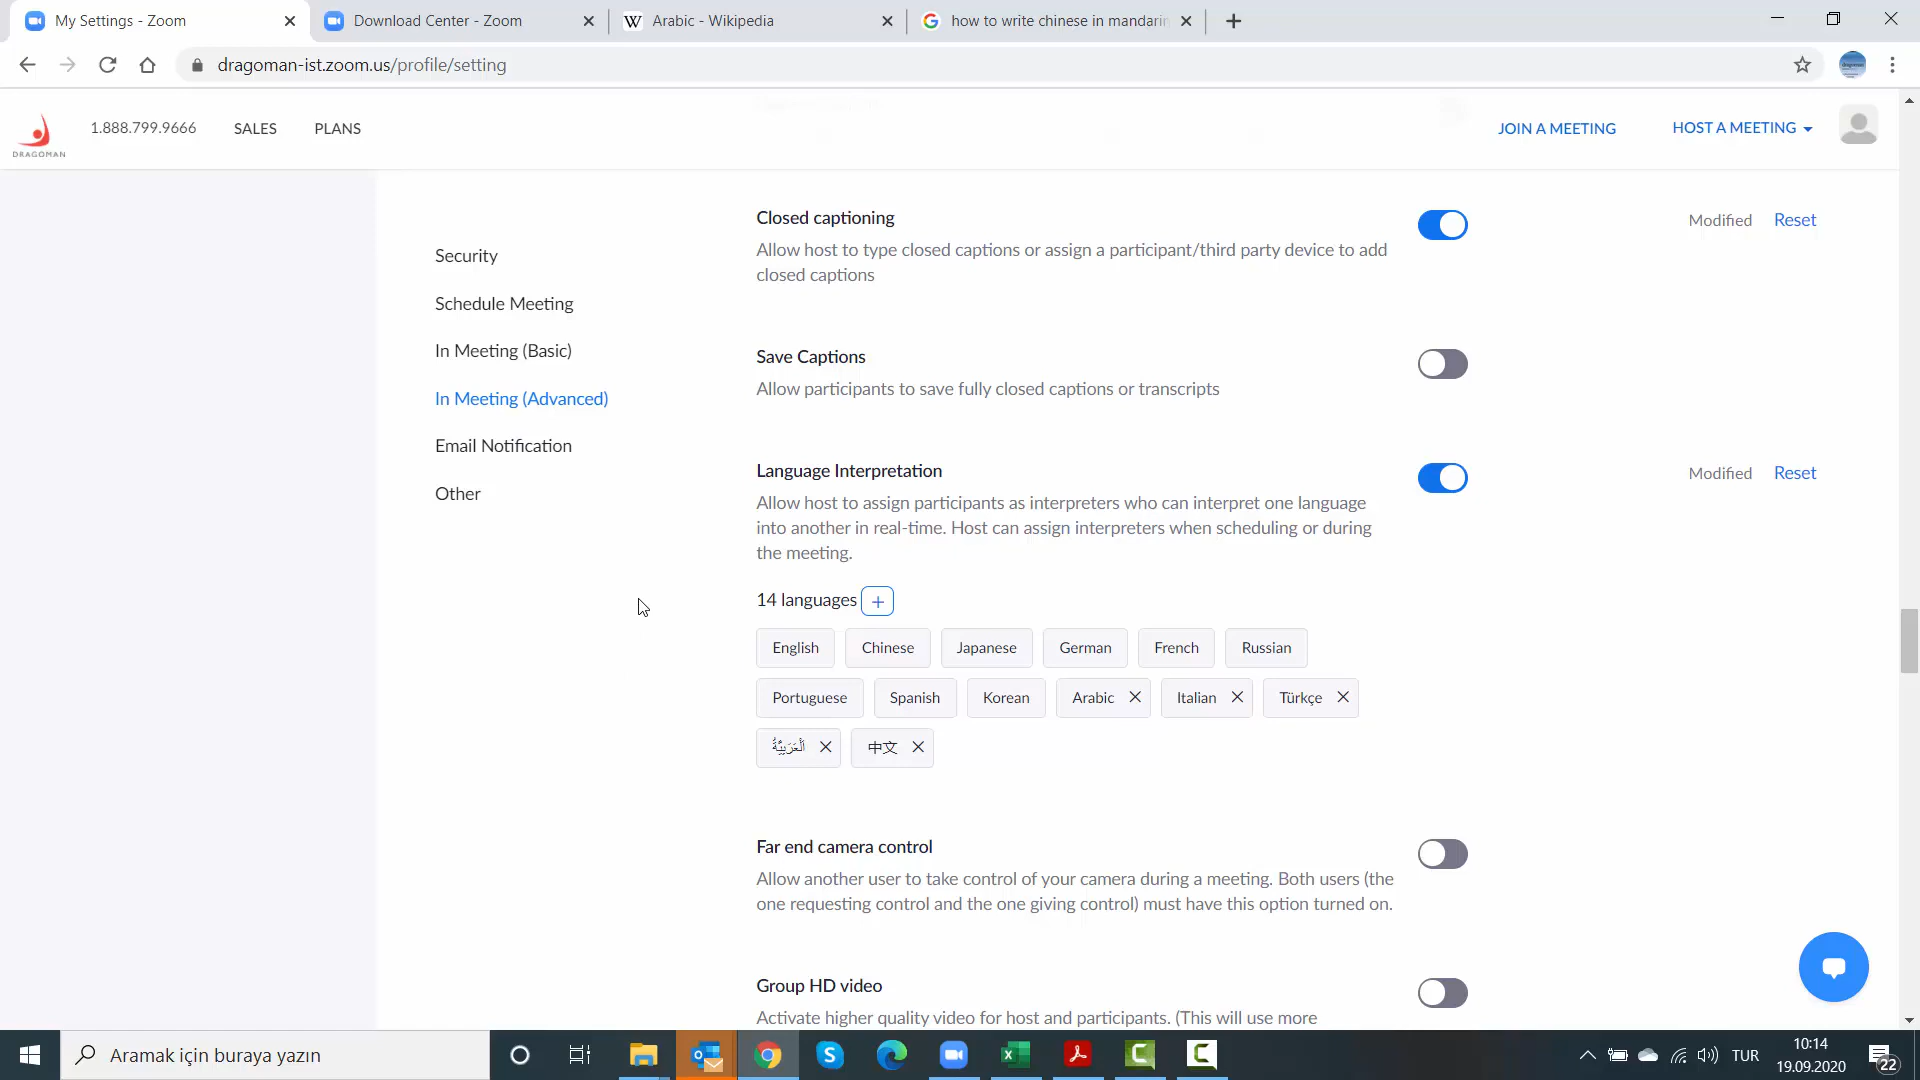 My Settings - Zoom
Download Center - Zoom
Arabic - Wikipedia
how to write chinese in mandarin
dragoman-ist.zoom.us/profile/setting
DRAGOMAN
1.888.799.9666
SALES
PLANS
JOIN A MEETING
HOST A MEETING
Security
Schedule Meeting
In Meeting (Basic)
In Meeting (Advanced)
Email Notification
Other
Closed captioning
Modified Reset
Allow host to type closed captions or assign a participant/third party device to add
closed captions
Save Captions
Allow participants to save fully closed captions or transcripts
Language Interpretation
Modified Reset
Allow host to assign participants as interpreters who can interpret one language
into another in real-time. Host can assign interpreters when scheduling or during
the meeting.
14 languages +
English Chinese Japanese German French Russian
Portuguese Spanish Korean Arabic Italian Türkçe
اَلْعَرَبِيَّةُ 中文
Far end camera control
Allow another user to take control of your camera during a meeting. Both users (the
one requesting control and the one giving control) must have this option turned on.
Group HD video
Activate higher quality video for host and participants. (This will use more
Aramak için buraya yazın
TUR
10:14
19.09.2020
22